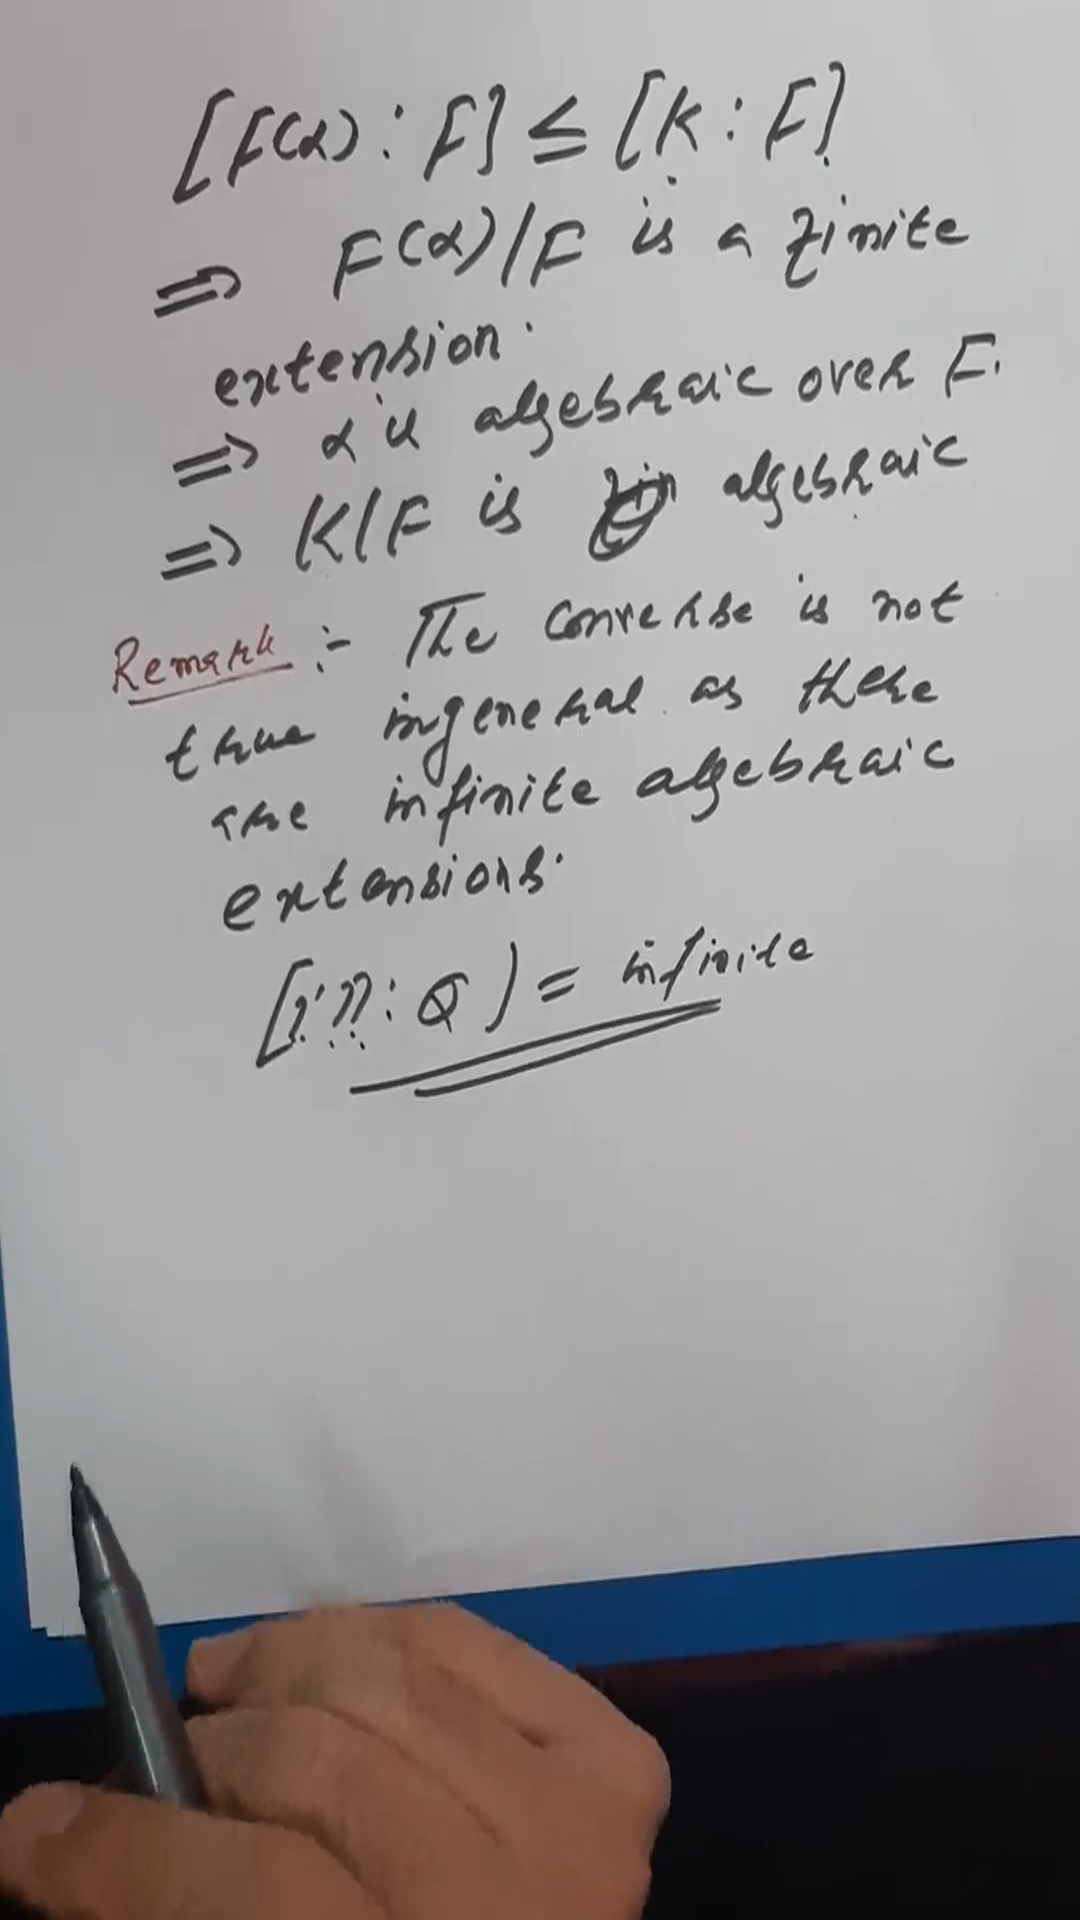 [F(α) : F] ≤ [K : F]
⇒ F(α)/F is a finite
extension.
⇒ α is algebraic over F.
⇒ K/F is algebraic
Remark :- The converse is not
true in general as there
are infinite algebraic
extensions.
[??? : Q] = infinite